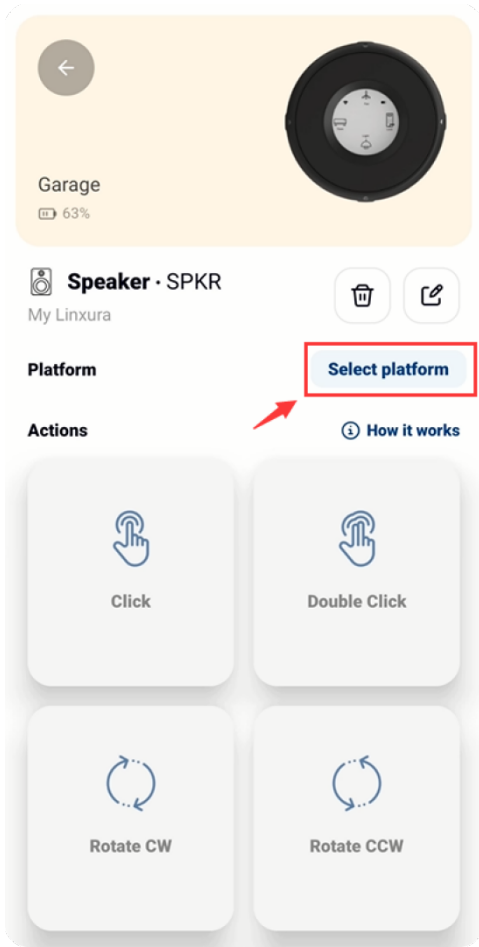 Garage
63%
Speaker · SPKR
My Linxura
Platform
Select platform
Actions
How it works
Click
Double Click
Rotate CW
Rotate CCW